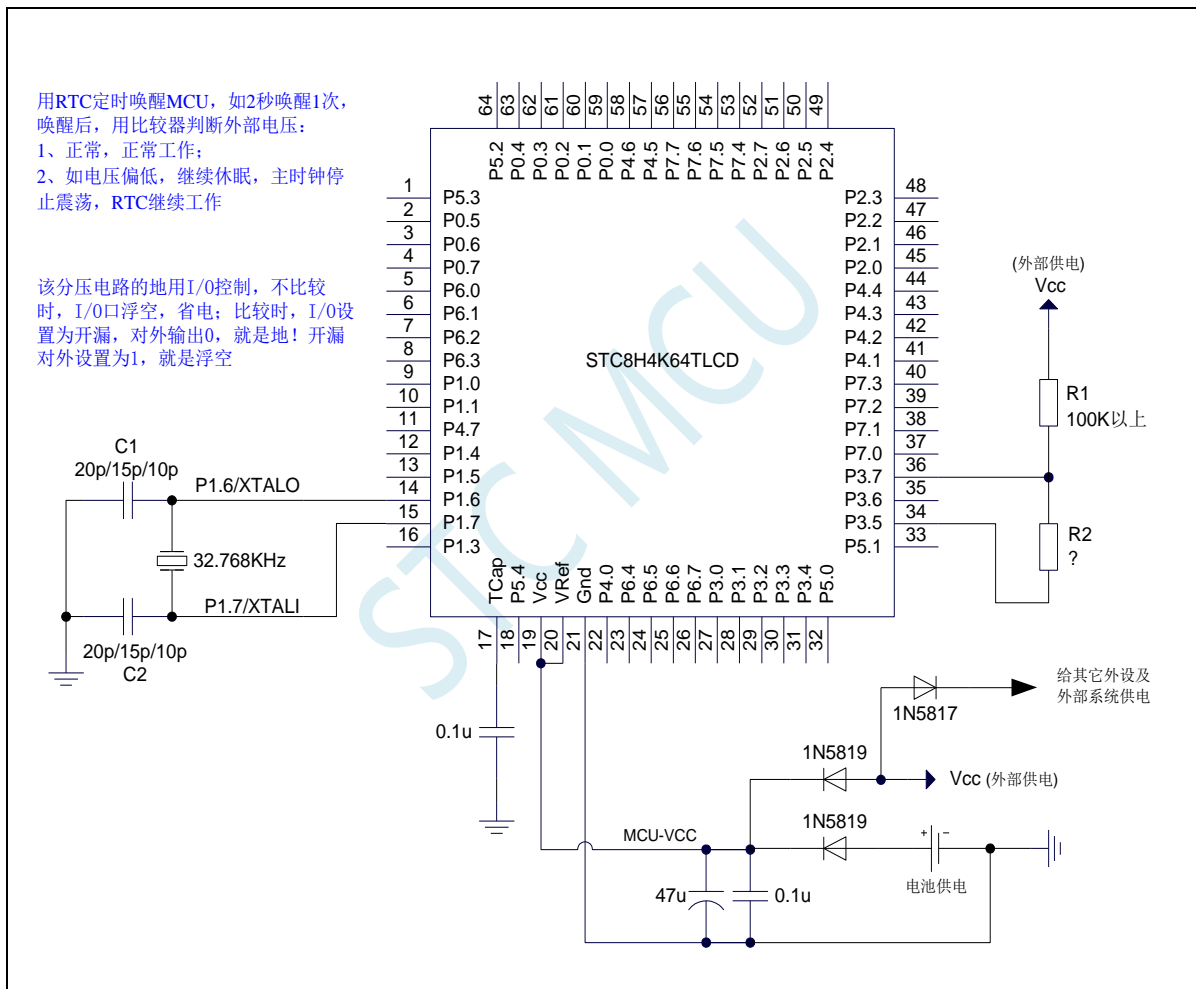 用RTC定时唤醒MCU，如2秒唤醒1次，
唤醒后，用比较器判断外部电压：
1、正常，正常工作；
2、如电压偏低，继续休眠，主时钟停
止震荡，RTC继续工作
该分压电路的地用I/O控制，不比较
时，I/O口浮空，省电；比较时，I/O设
置为开漏，对外输出0，就是地！开漏
对外设置为1，就是浮空
64 63 62 61 60 59 58 57 56 55 54 53 52 51 50 49
P5.2 P0.4 P0.3 P0.2 P0.1 P0.0 P4.6 P4.5 P7.7 P7.6 P7.5 P7.4 P2.7 P2.6 P2.5 P2.4
1 P5.3
2 P0.5
3 P0.6
4 P0.7
5 P6.0
6 P6.1
7 P6.2
8 P6.3
9 P1.0
10 P1.1
11 P4.7
12 P1.4
13 P1.5
14 P1.6
15 P1.7
16 P1.3
STC8H4K64TLCD
STC MCU
P2.3 48
P2.2 47
P2.1 46
P2.0 45
P4.4 44
P4.3 43
P4.2 42
P4.1 41
P7.3 40
P7.2 39
P7.1 38
P7.0 37
P3.7 36
P3.6 35
P3.5 34
P5.1 33
TCap P5.4 Vcc VRef Gnd P4.0 P6.4 P6.5 P6.6 P6.7 P3.0 P3.1 P3.2 P3.3 P3.4 P5.0
17 18 19 20 21 22 23 24 25 26 27 28 29 30 31 32
(外部供电)
Vcc
R1
100K以上
R2
?
C1
20p/15p/10p
P1.6/XTALO
32.768KHz
P1.7/XTALI
20p/15p/10p
C2
0.1u
给其它外设及
外部系统供电
1N5817
1N5819
Vcc (外部供电)
1N5819
MCU-VCC
+ −
电池供电
47u
0.1u